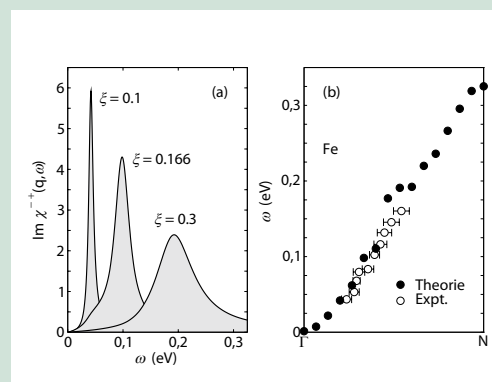 (a)
Im χ⁻⁺(q,ω)
6
5
4
3
2
1
0
ξ = 0.1
ξ = 0.166
ξ = 0.3
0 0,1 0,2 0,3
ω (eV)
(b)
Fe
ω (eV)
0,3
0,2
0,1
0
Theorie
Expt.
Γ N